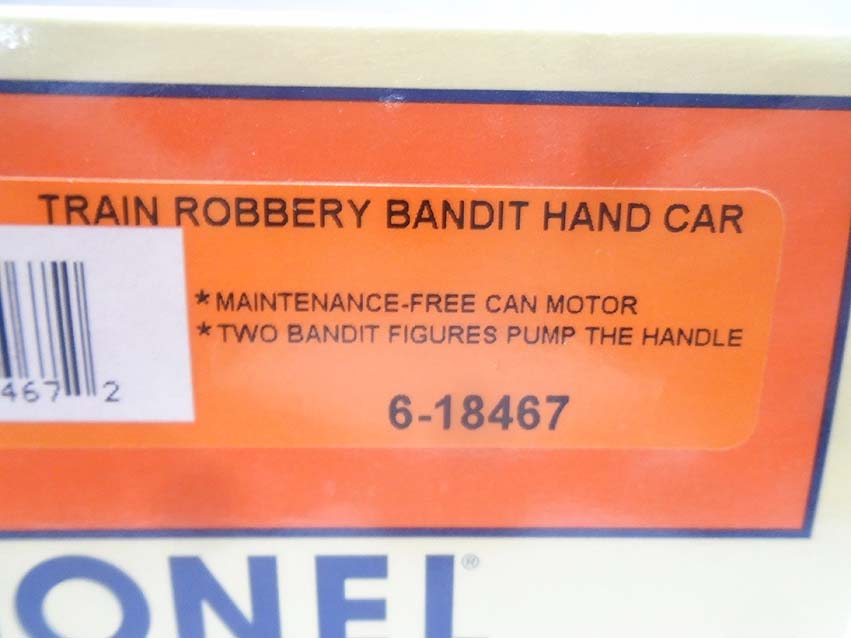 TRAIN ROBBERY BANDIT HAND CAR
*MAINTENANCE-FREE CAN MOTOR
*TWO BANDIT FIGURES PUMP THE HANDLE
467 2
6-18467
ONEL®